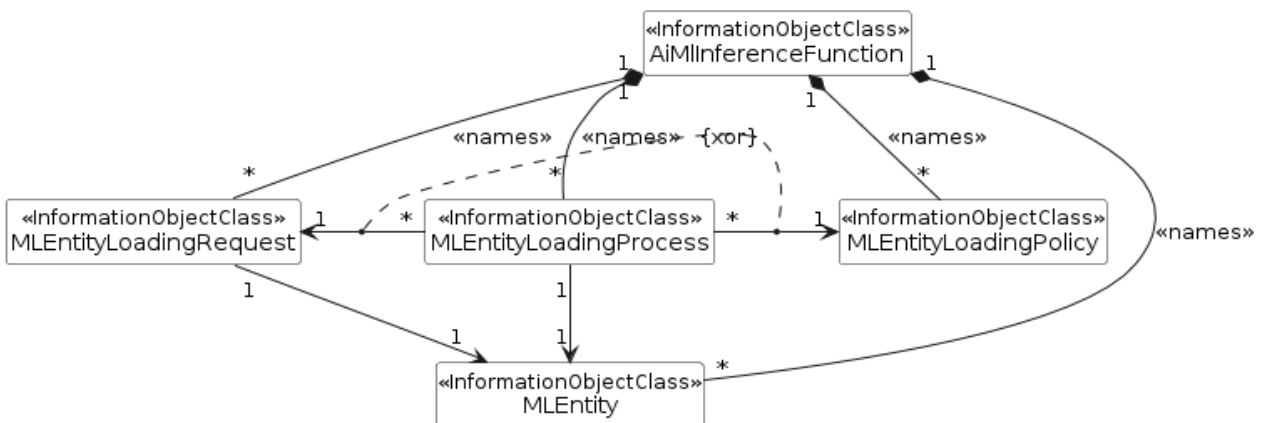 «InformationObjectClass»
AiMlInferenceFunction
1
1
1
1
«names»
«names»
{xor}
«names»
*
*
*
«InformationObjectClass»
MLEntityLoadingRequest
1
*
«InformationObjectClass»
MLEntityLoadingProcess
*
1
«InformationObjectClass»
MLEntityLoadingPolicy
«names»
1
1
1
1
*
«InformationObjectClass»
MLEntity